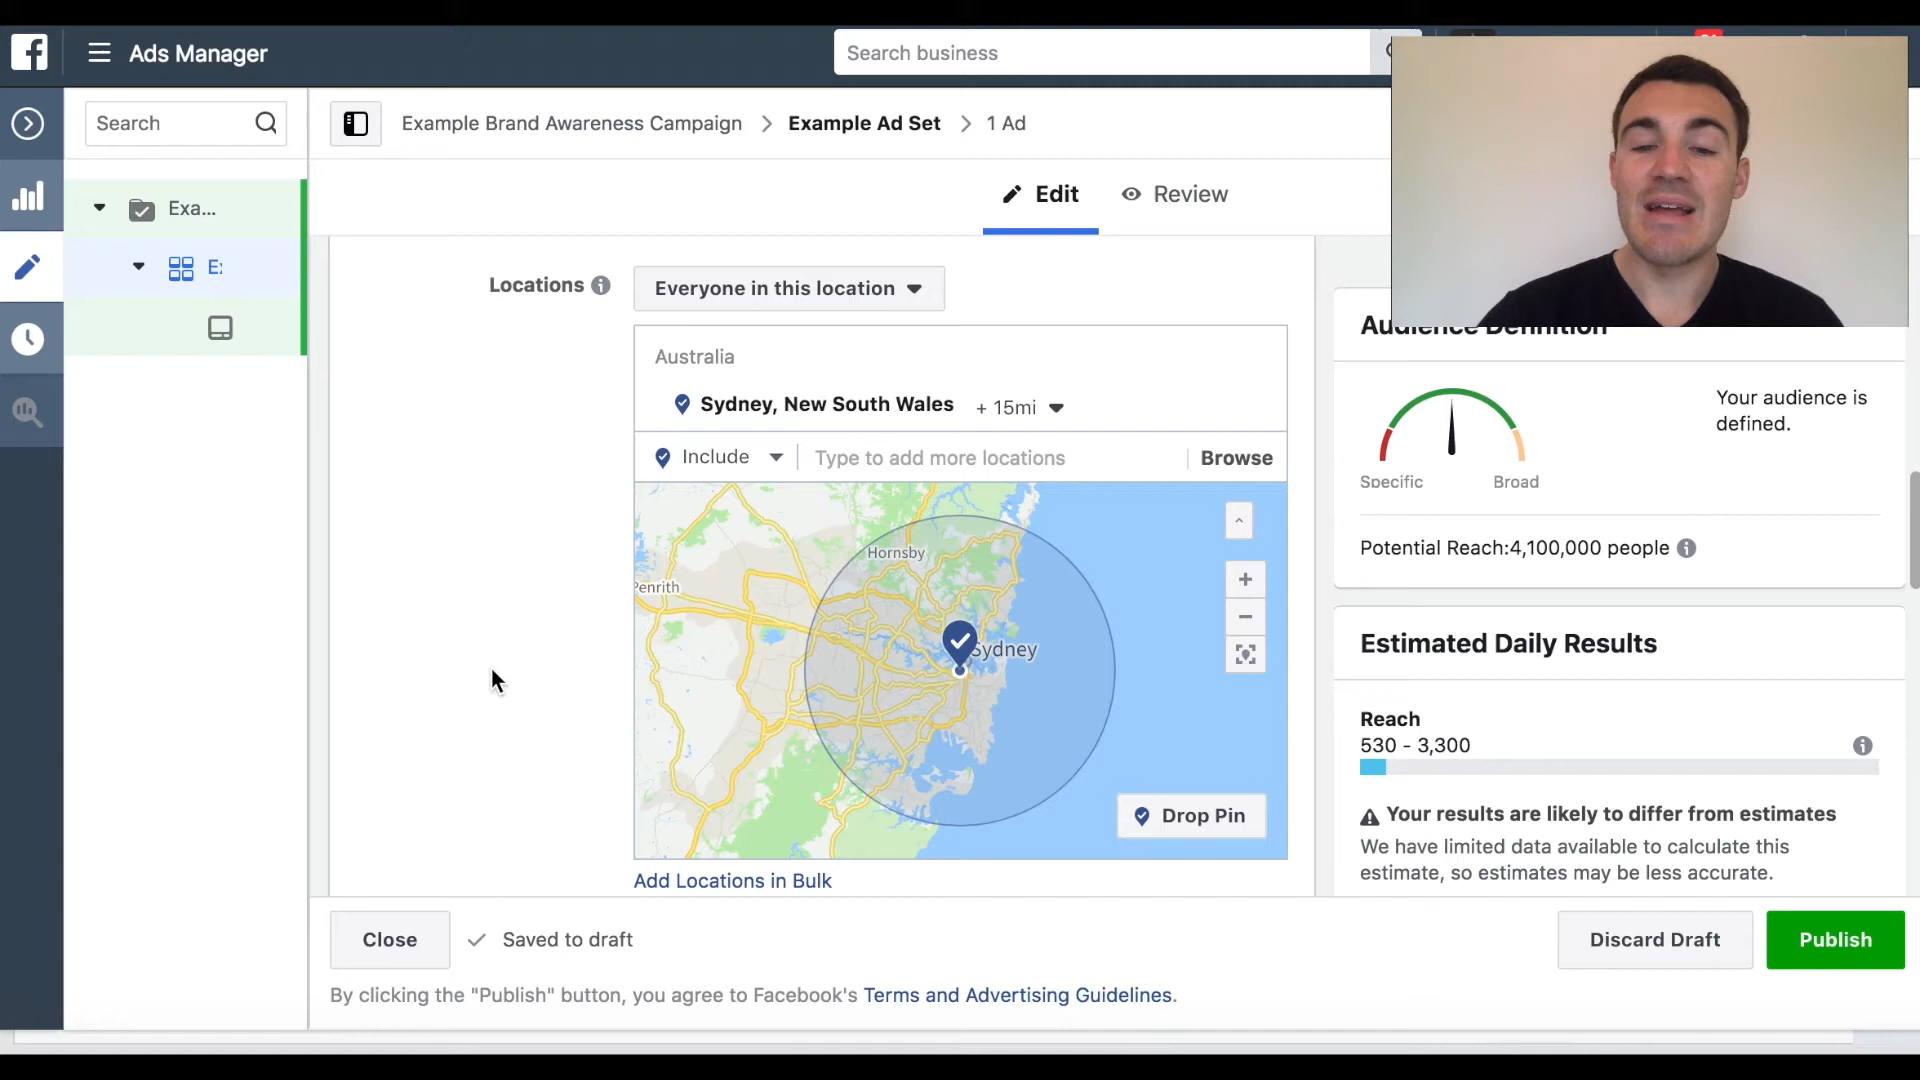 Ads Manager
Search business
Search
Example Brand Awareness Campaign > Example Ad Set > 1 Ad
Edit
Review
Exa...
Locations
Everyone in this location
Australia
Sydney, New South Wales + 15mi
Include
Type to add more locations
Browse
Hornsby
Penrith
Sydney
Drop Pin
Add Locations in Bulk
Audience Definition
Your audience is
defined.
Specific
Broad
Potential Reach:4,100,000 people
Estimated Daily Results
Reach
530 - 3,300
Your results are likely to differ from estimates
We have limited data available to calculate this
estimate, so estimates may be less accurate.
Close
Saved to draft
Discard Draft
Publish
By clicking the "Publish" button, you agree to Facebook's Terms and Advertising Guidelines.